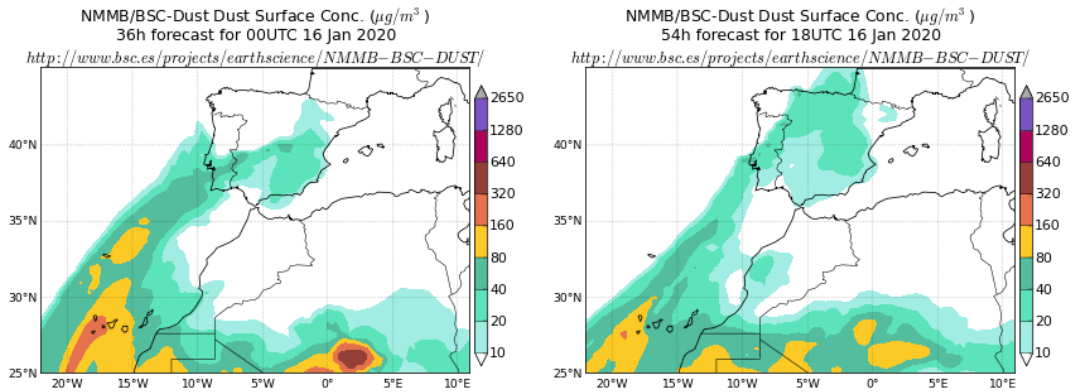 NMMB/BSC-Dust Dust Surface Conc. (μg/m³ )
36h forecast for 00UTC 16 Jan 2020
http://www.bsc.es/projects/earthscience/NMMB−BSC−DUST/
40°N
35°N
30°N
25°N
20°W 15°W 10°W 5°W 0° 5°E 10°E
2650
1280
640
320
160
80
40
20
10
NMMB/BSC-Dust Dust Surface Conc. (μg/m³ )
54h forecast for 18UTC 16 Jan 2020
http://www.bsc.es/projects/earthscience/NMMB−BSC−DUST/
40°N
35°N
30°N
25°N
20°W 15°W 10°W 5°W 0° 5°E 10°E
2650
1280
640
320
160
80
40
20
10